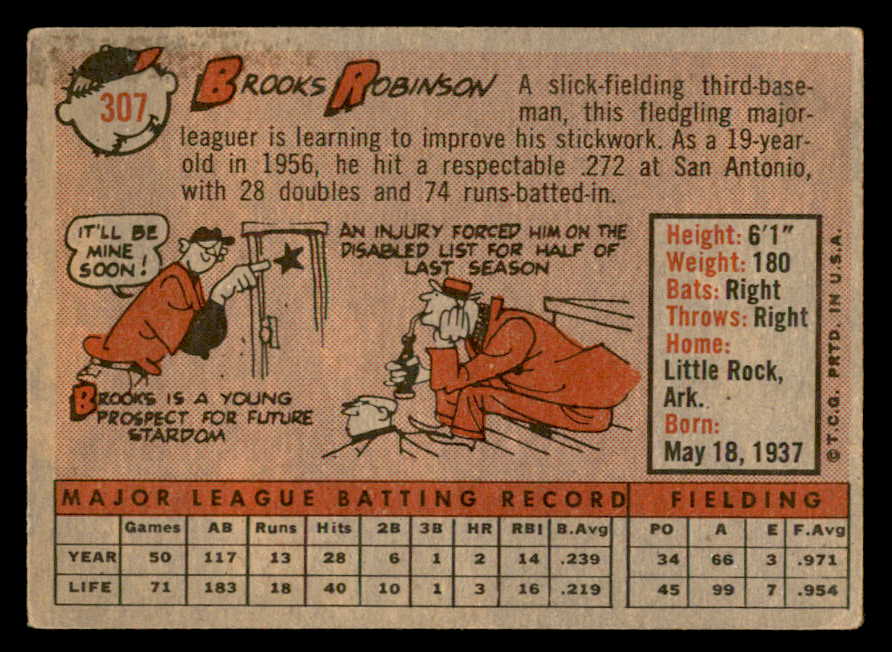 307
BROOKS ROBINSON
A slick-fielding third-base-
man, this fledgling major-
leaguer is learning to improve his stickwork. As a 19-year-
old in 1956, he hit a respectable .272 at San Antonio,
with 28 doubles and 74 runs-batted-in.
IT'LL BE
MINE
SOON!
BROOKS IS A YOUNG
PROSPECT FOR FUTURE
STARDOM
AN INJURY FORCED HIM ON THE
DISABLED LIST FOR HALF OF
LAST SEASON
Height: 6'1"
Weight: 180
Bats: Right
Throws: Right
Home:
Little Rock,
Ark.
Born:
May 18, 1937
© T.C.G. PRTD. IN U.S.A.
MAJOR LEAGUE BATTING RECORD FIELDING
Games AB Runs Hits 2B 3B HR RBI B.Avg PO A E F.Avg
YEAR 50 117 13 28 6 1 2 14 .239 34 66 3 .971
LIFE 71 183 18 40 10 1 3 16 .219 45 99 7 .954